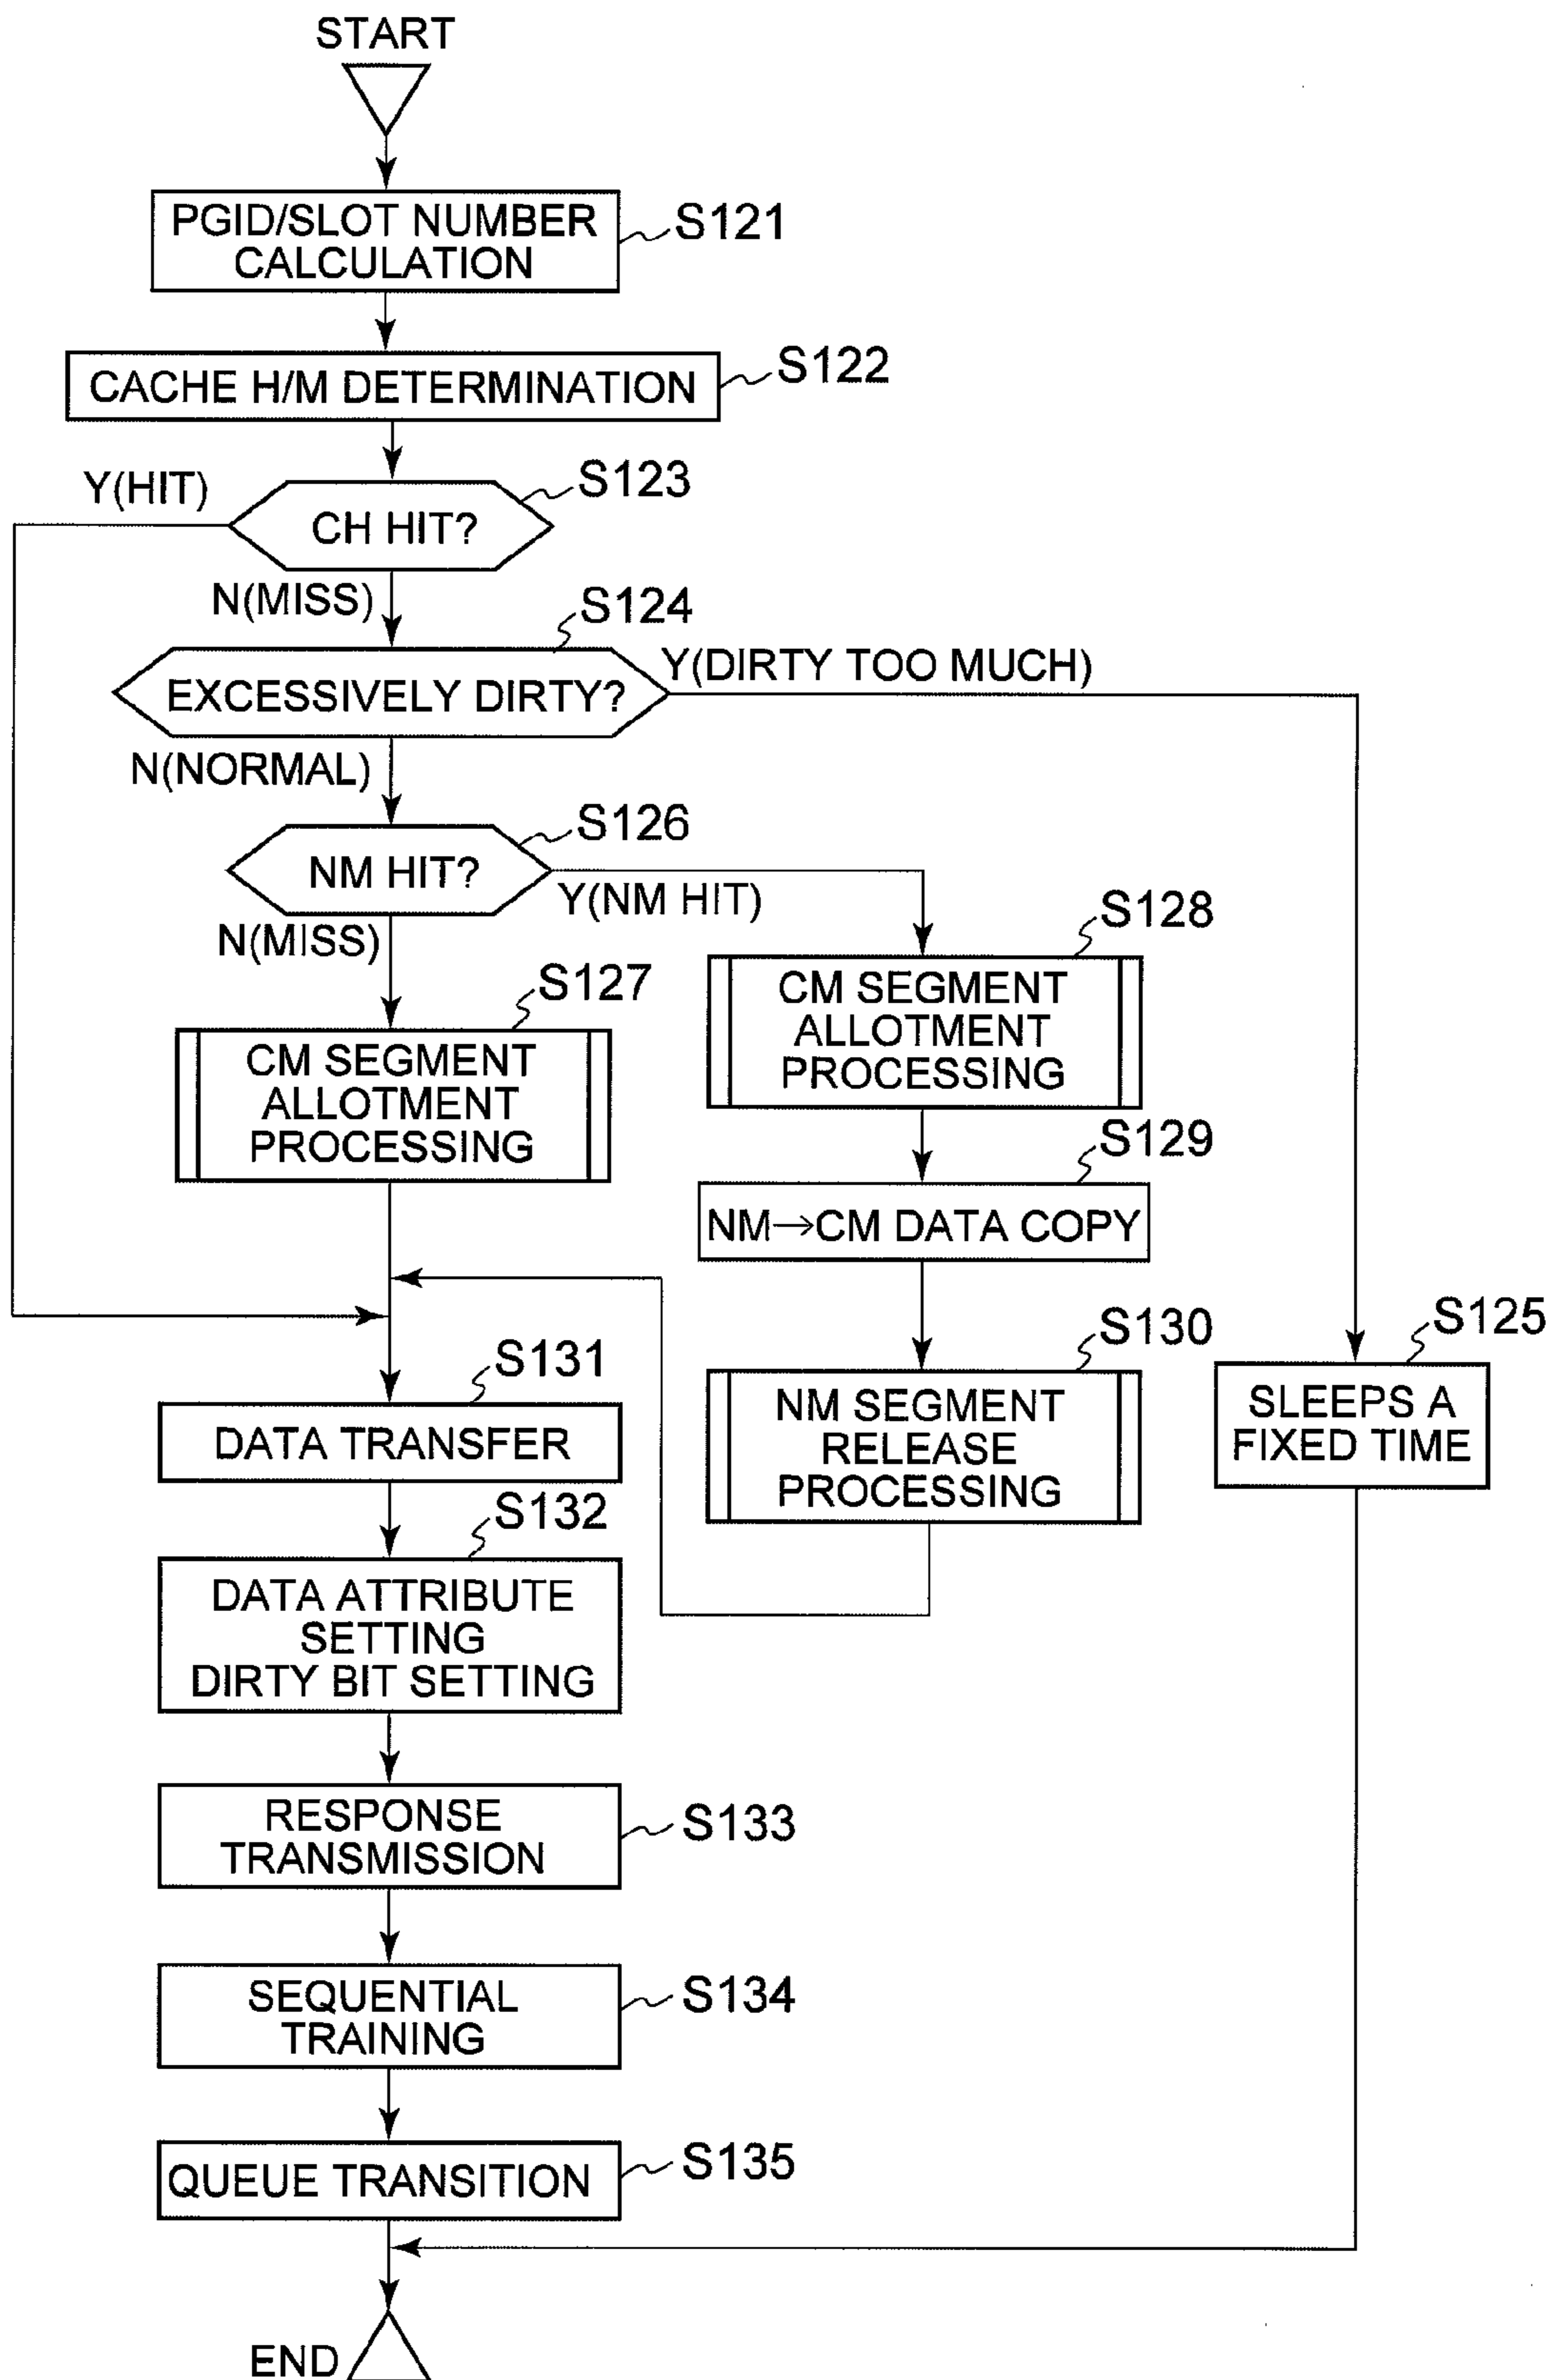 START
PGID/SLOT NUMBER
CALCULATION
S121
CACHE H/M DETERMINATION
S122
Y(HIT)
CH HIT?
S123
N(MISS)
S124
EXCESSIVELY DIRTY?
Y(DIRTY TOO MUCH)
N(NORMAL)
S126
NM HIT?
Y(NM HIT)
N(MISS)
S127
CM SEGMENT
ALLOTMENT
PROCESSING
S128
CM SEGMENT
ALLOTMENT
PROCESSING
S129
NM→CM DATA COPY
S130
NM SEGMENT
RELEASE
PROCESSING
S125
SLEEPS A
FIXED TIME
S131
DATA TRANSFER
S132
DATA ATTRIBUTE
SETTING
DIRTY BIT SETTING
RESPONSE
TRANSMISSION
S133
SEQUENTIAL
TRAINING
S134
QUEUE TRANSITION
S135
END